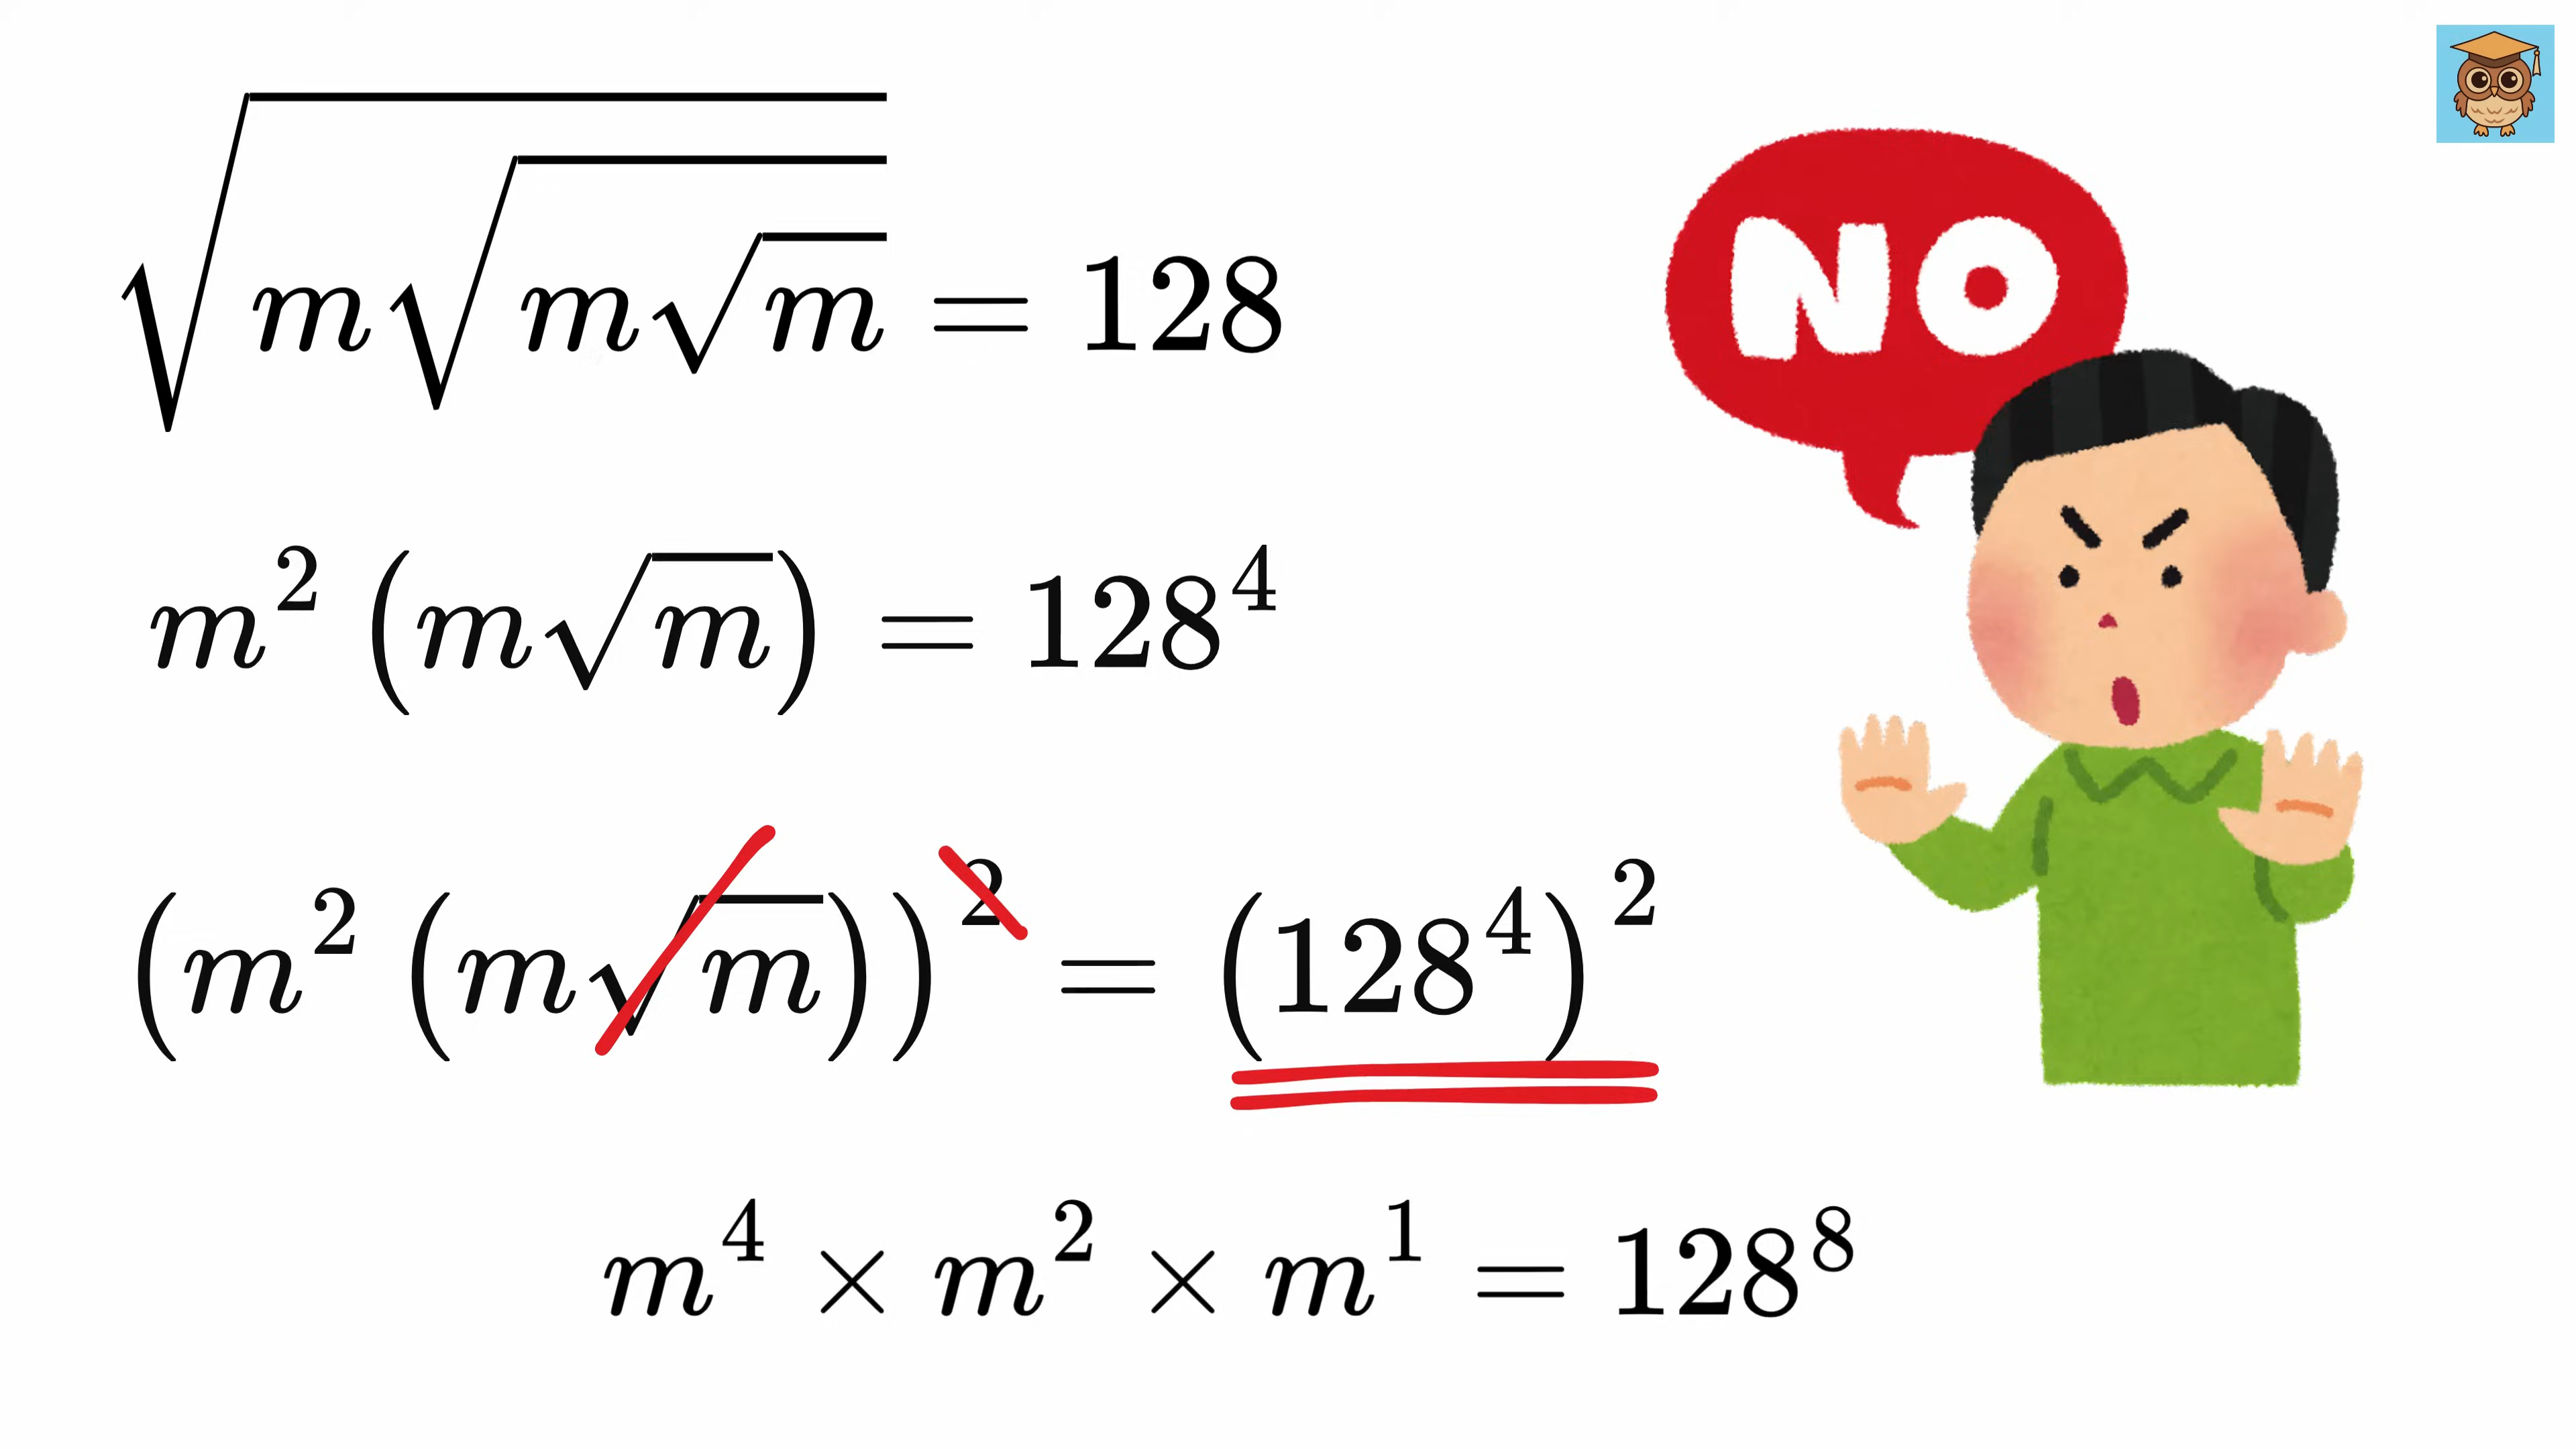 √(m√(m√m)) = 128
NO
m² (m√m) = 128⁴
(m² (m√m))² = (128⁴)²
m⁴ × m² × m¹ = 128⁸